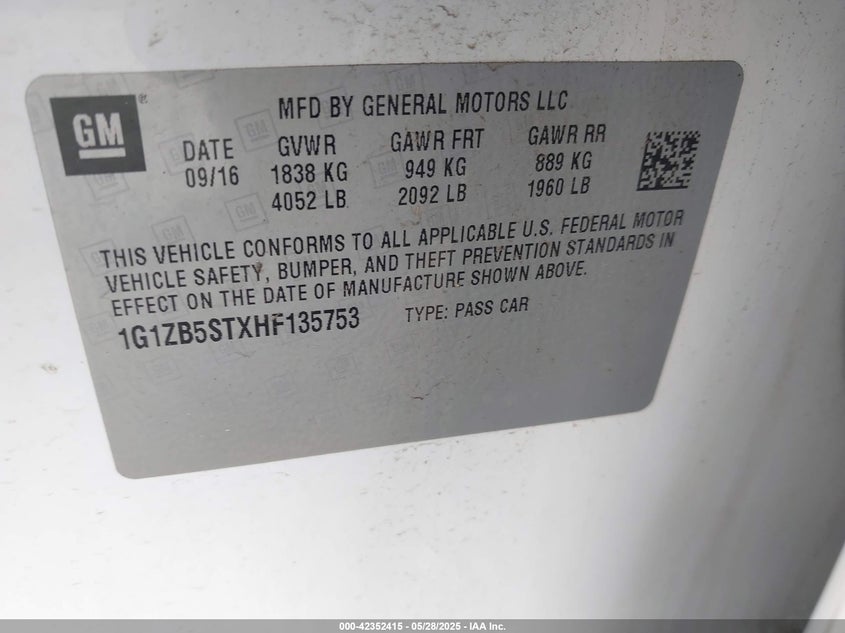 GM®
MFD BY GENERAL MOTORS LLC
DATE GVWR GAWR FRT GAWR RR
09/16 1838 KG 949 KG 889 KG
4052 LB 2092 LB 1960 LB
THIS VEHICLE CONFORMS TO ALL APPLICABLE U.S. FEDERAL MOTOR
VEHICLE SAFETY, BUMPER, AND THEFT PREVENTION STANDARDS IN
EFFECT ON THE DATE OF MANUFACTURE SHOWN ABOVE.
1G1ZB5STXHF135753 TYPE: PASS CAR
000-42352415 - 05/28/2025 - IAA Inc.